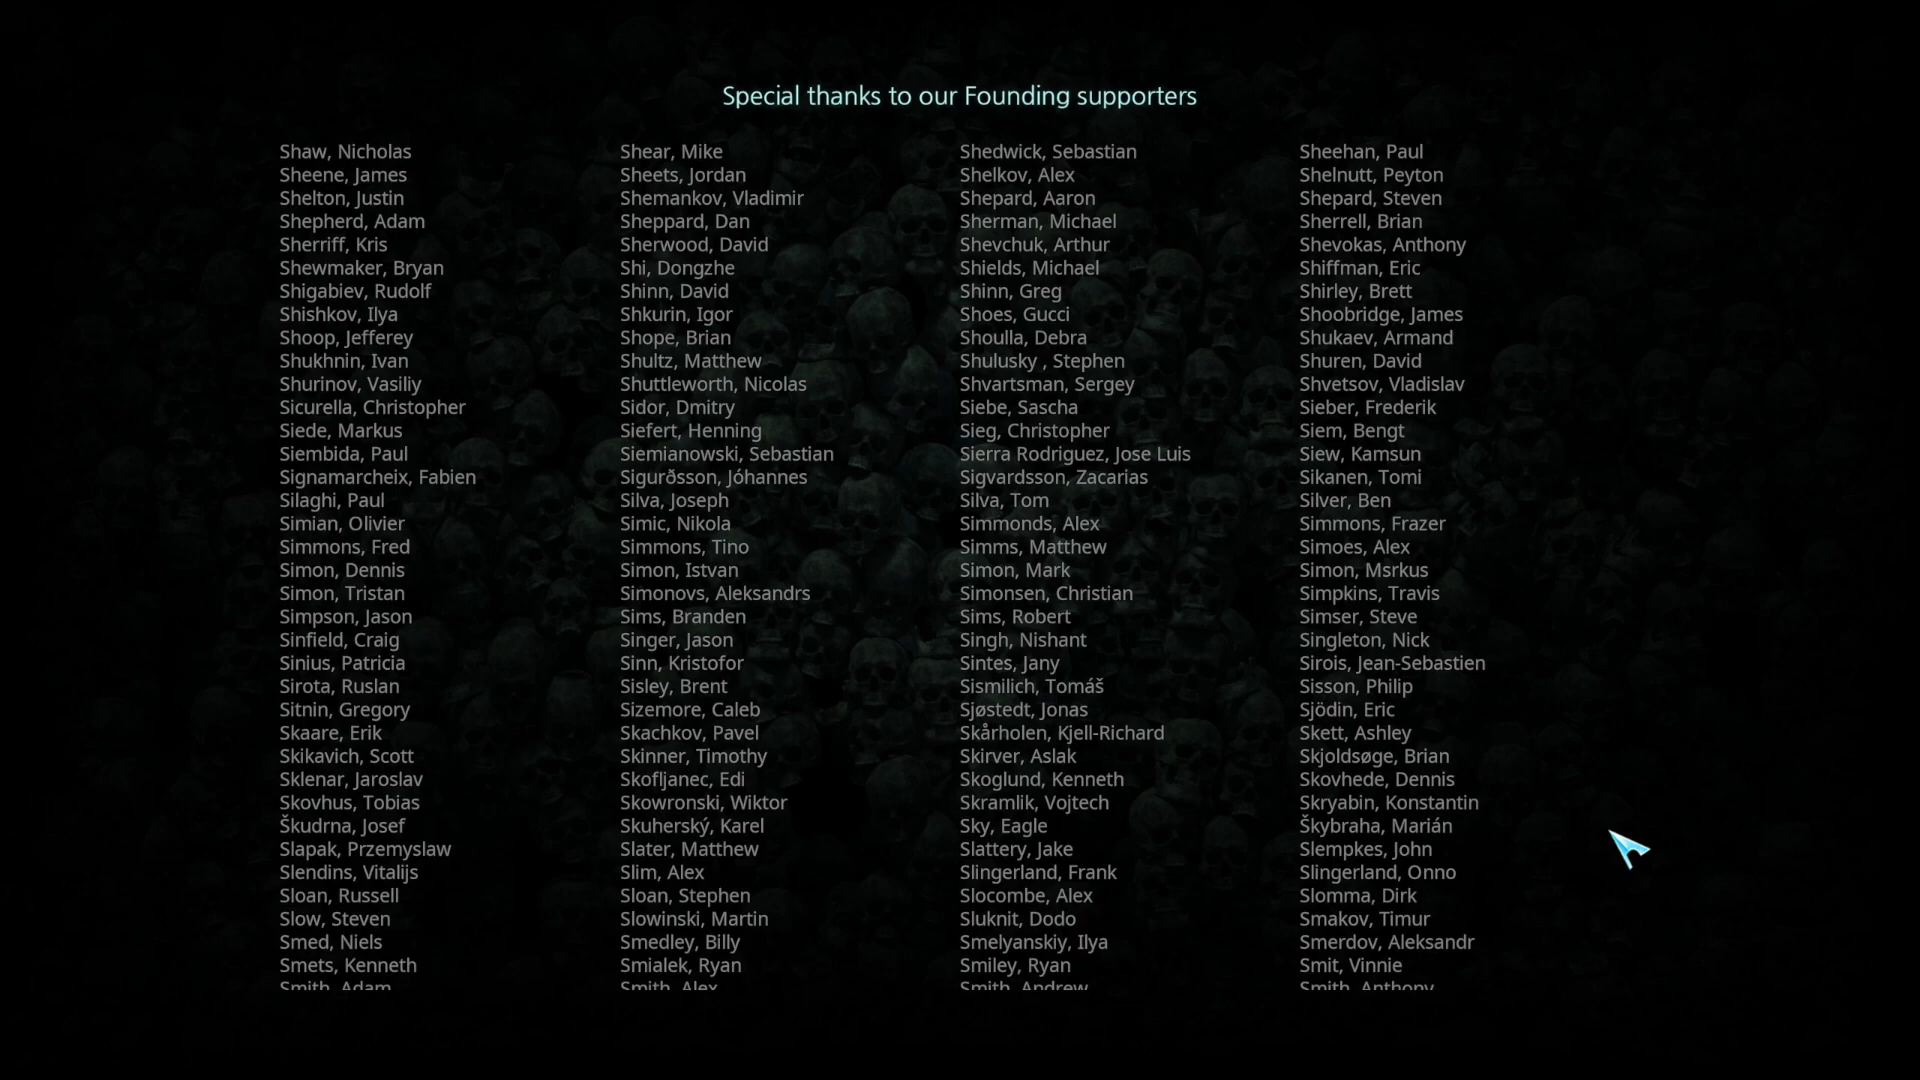 Special thanks to our Founding supporters
Shaw, Nicholas Shear, Mike Shedwick, Sebastian Sheehan, Paul
Sheene, James Sheets, Jordan Shelkov, Alex Shelnutt, Peyton
Shelton, Justin Shemankov, Vladimir Shepard, Aaron Shepard, Steven
Shepherd, Adam Sheppard, Dan Sherman, Michael Sherrell, Brian
Sherriff, Kris Sherwood, David Shevchuk, Arthur Shevokas, Anthony
Shewmaker, Bryan Shi, Dongzhe Shields, Michael Shiffman, Eric
Shigabiev, Rudolf Shinn, David Shinn, Greg Shirley, Brett
Shishkov, Ilya Shkurin, Igor Shoes, Gucci Shoobridge, James
Shoop, Jefferey Shope, Brian Shoulla, Debra Shukaev, Armand
Shukhnin, Ivan Shultz, Matthew Shulusky , Stephen Shuren, David
Shurinov, Vasiliy Shuttleworth, Nicolas Shvartsman, Sergey Shvetsov, Vladislav
Sicurella, Christopher Sidor, Dmitry Siebe, Sascha Sieber, Frederik
Siede, Markus Siefert, Henning Sieg, Christopher Siem, Bengt
Siembida, Paul Siemianowski, Sebastian Sierra Rodriguez, Jose Luis Siew, Kamsun
Signamarcheix, Fabien Sigurðsson, Jóhannes Sigvardsson, Zacarias Sikanen, Tomi
Silaghi, Paul Silva, Joseph Silva, Tom Silver, Ben
Simian, Olivier Simic, Nikola Simmonds, Alex Simmons, Frazer
Simmons, Fred Simmons, Tino Simms, Matthew Simoes, Alex
Simon, Dennis Simon, Istvan Simon, Mark Simon, Msrkus
Simon, Tristan Simonovs, Aleksandrs Simonsen, Christian Simpkins, Travis
Simpson, Jason Sims, Branden Sims, Robert Simser, Steve
Sinfield, Craig Singer, Jason Singh, Nishant Singleton, Nick
Sinius, Patricia Sinn, Kristofor Sintes, Jany Sirois, Jean-Sebastien
Sirota, Ruslan Sisley, Brent Sismilich, Tomáš Sisson, Philip
Sitnin, Gregory Sizemore, Caleb Sjøstedt, Jonas Sjödin, Eric
Skaare, Erik Skachkov, Pavel Skårholen, Kjell-Richard Skett, Ashley
Skikavich, Scott Skinner, Timothy Skirver, Aslak Skjoldsøge, Brian
Sklenar, Jaroslav Skofljanec, Edi Skoglund, Kenneth Skovhede, Dennis
Skovhus, Tobias Skowronski, Wiktor Skramlik, Vojtech Skryabin, Konstantin
Škudrna, Josef Skuherský, Karel Sky, Eagle Škybraha, Marián
Slapak, Przemyslaw Slater, Matthew Slattery, Jake Slempkes, John
Slendins, Vitalijs Slim, Alex Slingerland, Frank Slingerland, Onno
Sloan, Russell Sloan, Stephen Slocombe, Alex Slomma, Dirk
Slow, Steven Slowinski, Martin Sluknit, Dodo Smakov, Timur
Smed, Niels Smedley, Billy Smelyanskiy, Ilya Smerdov, Aleksandr
Smets, Kenneth Smialek, Ryan Smiley, Ryan Smit, Vinnie
Smith, Adam Smith, Alex Smith, Andrew Smith, Anthony